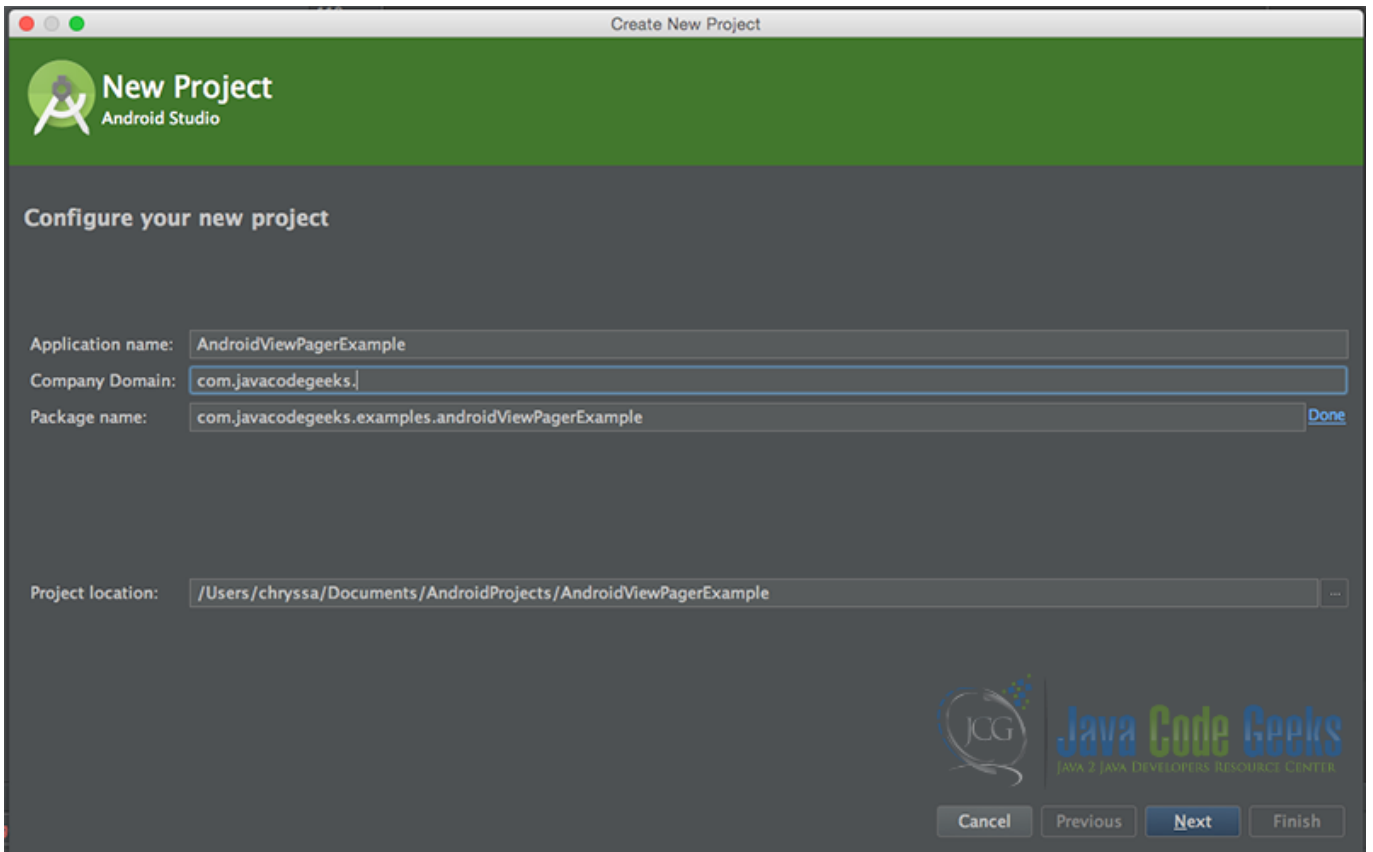 Create New Project
New Project
Android Studio
Configure your new project
Application name: AndroidViewPagerExample
Company Domain: com.javacodegeeks.
Package name: com.javacodegeeks.examples.androidViewPagerExample Done
Project location: /Users/chryssa/Documents/AndroidProjects/AndroidViewPagerExample ...
JCG Java Code Geeks
JAVA 2 JAVA DEVELOPERS RESOURCE CENTER
Cancel Previous Next Finish